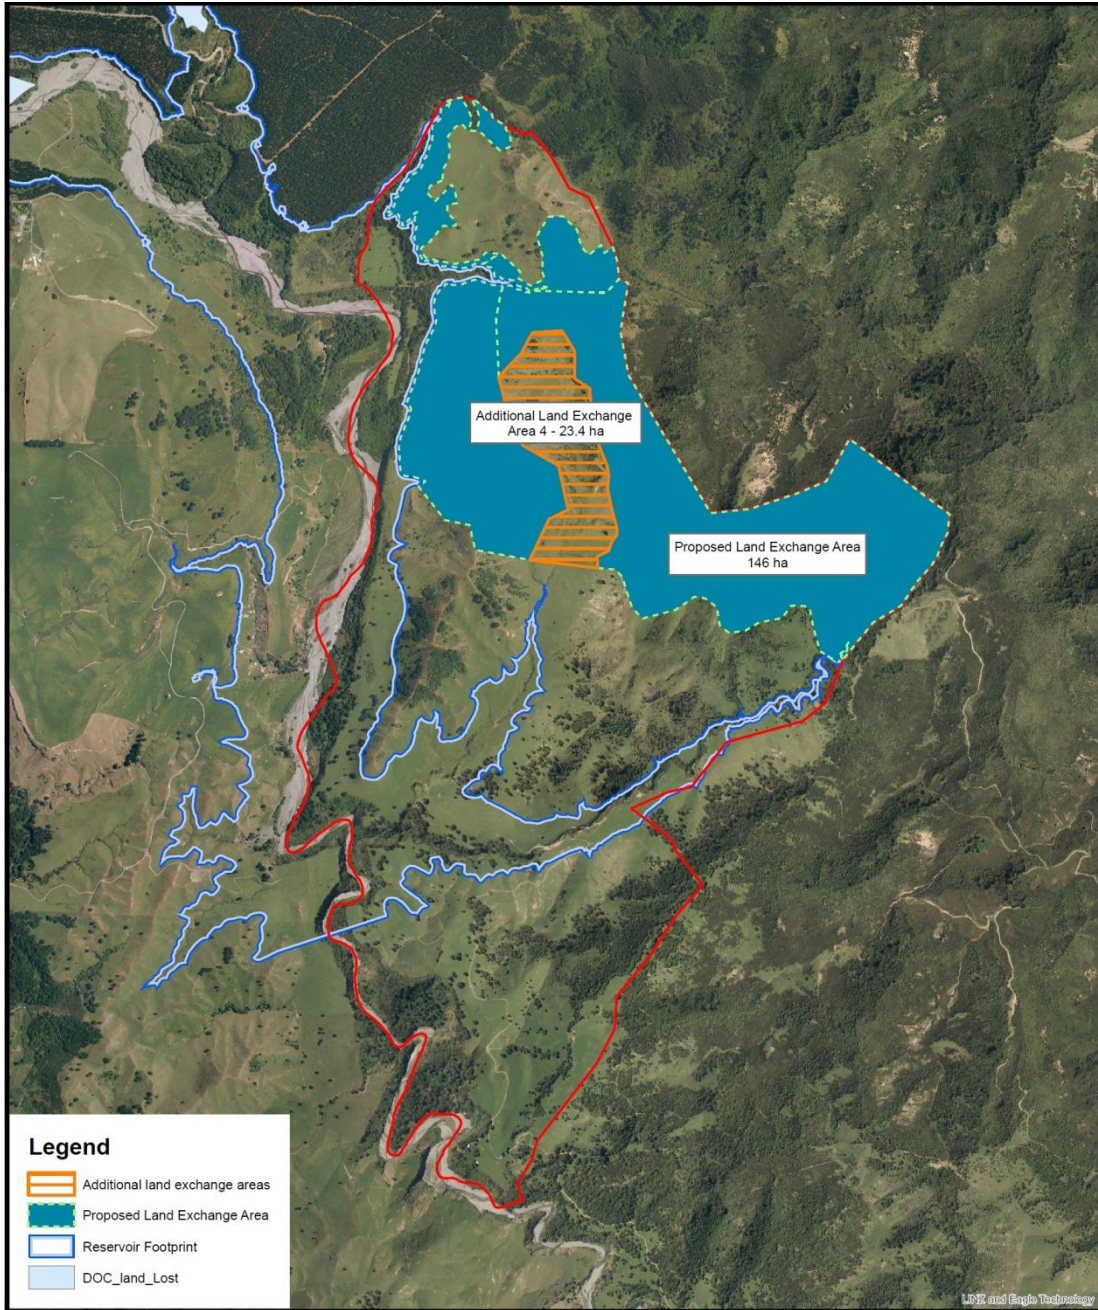 Additional Land Exchange
Area 4 - 23.4 ha
Proposed Land Exchange Area
146 ha
Legend
Additional land exchange areas
Proposed Land Exchange Area
Reservoir Footprint
DOC_land_Lost
LINZ and Eagle Technology